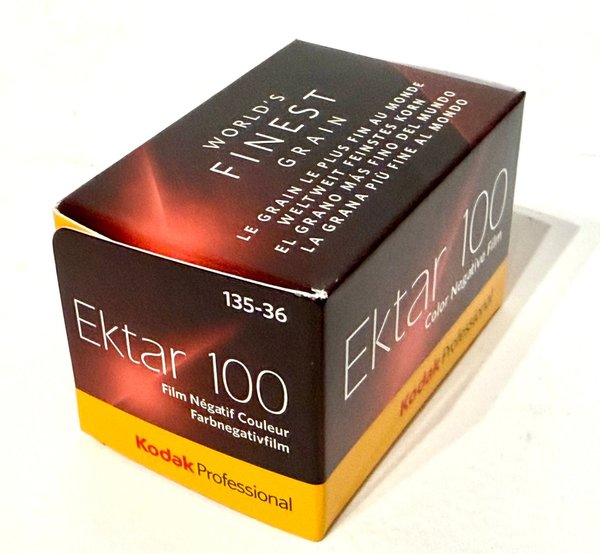 WORLD'S
FINEST
GRAIN
LE GRAIN LE PLUS FIN AU MONDE
WELTWEIT FEINSTES KORN
EL GRANO MÁS FINO DEL MUNDO
LA GRANA PIÙ FINE AL MONDO
135-36
Ektar 100
Film Négatif Couleur
Farbnegativfilm
Kodak Professional
Ektar 100
Color Negative Film
Kodak Professional